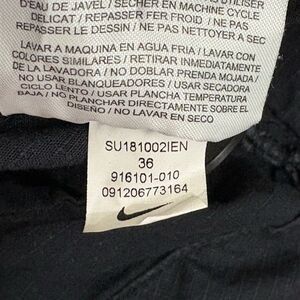 D'EAU DE JAVEL / SECHER EN MACHINE CYCLE
DELICAT / REPASSER FER FROID / NE PAS
REPASSER LE DESSIN / NE PAS NETTOYER A SEC
LAVAR A MAQUINA EN AGUA FRIA / LAVAR CON
COLORES SIMILARES / RETIRAR INMEDIATAMENTE
DE LA LAVADORA / NO DOBLAR PRENDA MOJADA /
NO USAR BLANQUEADORES / USAR SECADORA
CICLO LENTO / USAR PLANCHA TEMPERATURA
BAJA / NO PLANCHAR DISEÑO / NO LAVAR EN SECO
SU181002IEN
36
916101-010
091206773164